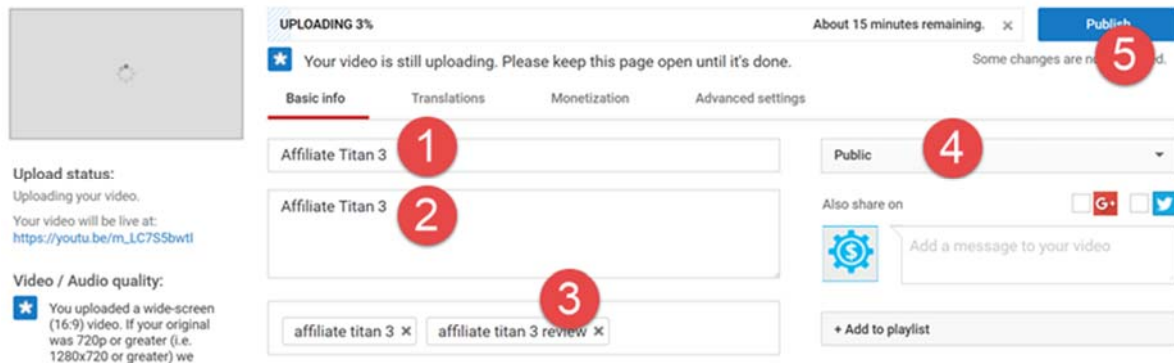 UPLOADING 3%
About 15 minutes remaining. ×
Publish
5
Your video is still uploading. Please keep this page open until it's done.
Some changes are
Basic info Translations Monetization Advanced settings
Affiliate Titan 3
1
Public
4
Upload status:
Uploading your video.
Your video will be live at:
https://youtu.be/m_LC7S5bwtI
Affiliate Titan 3
2
Also share on
G+
Add a message to your video
Video / Audio quality:
You uploaded a wide-screen
(16:9) video. If your original
was 720p or greater (i.e.
1280x720 or greater) we
3
affiliate titan 3 × affiliate titan 3 review ×
+ Add to playlist